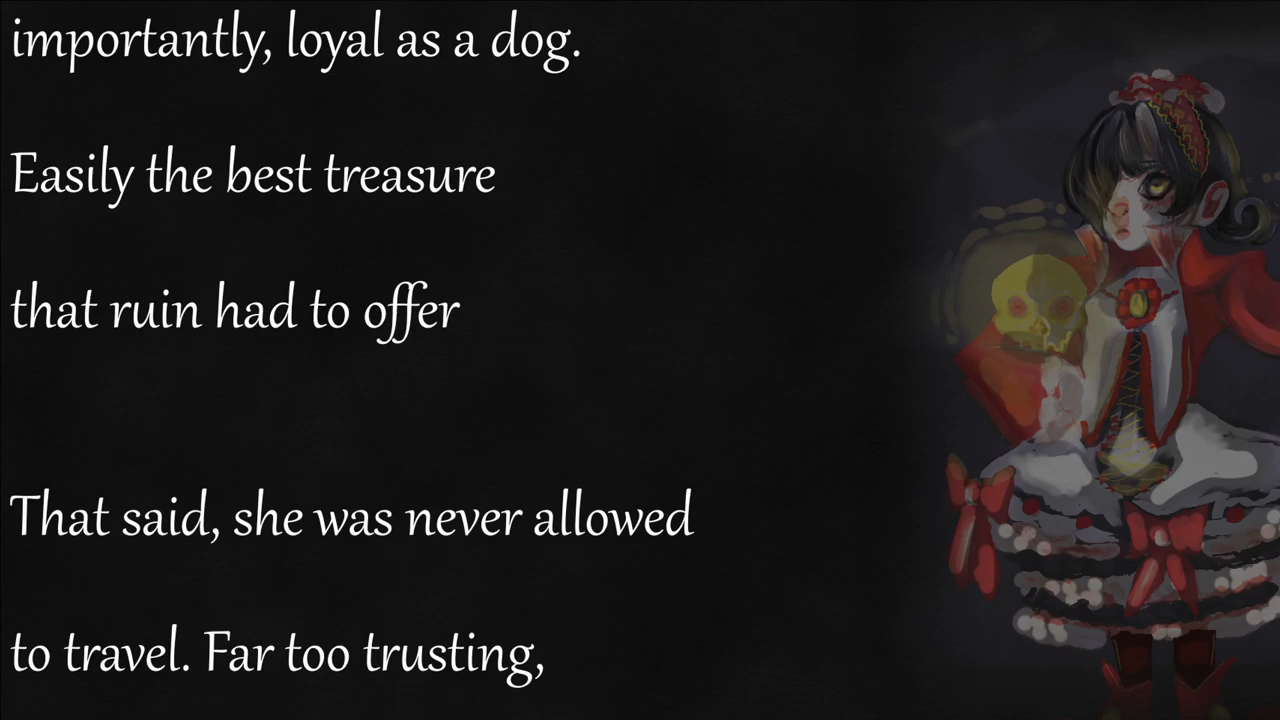 importantly, loyal as a dog.
Easily the best treasure
that ruin had to offer
That said, she was never allowed
to travel. Far too trusting,